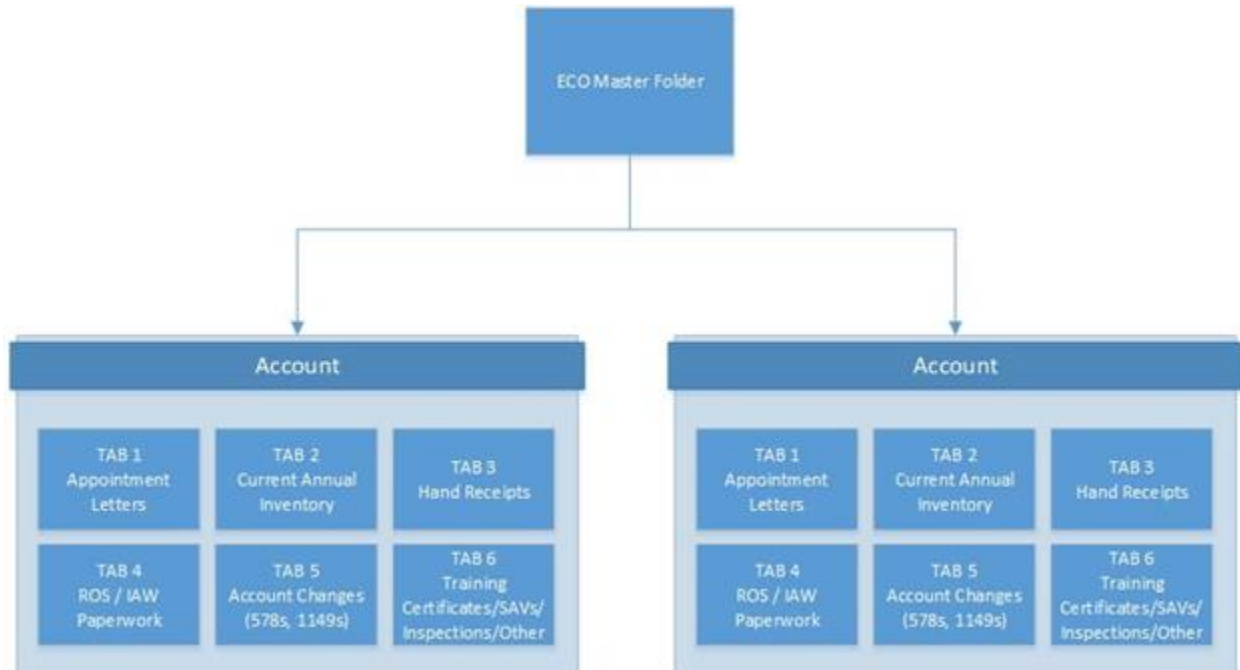 ECO Master Folder
Account
TAB 1
Appointment
Letters
TAB 2
Current Annual
Inventory
TAB 3
Hand Receipts
TAB 4
ROS / IAW
Paperwork
TAB 5
Account Changes
(578s, 1149s)
TAB 6
Training
Certificates/SAVs/
Inspections/Other
Account
TAB 1
Appointment
Letters
TAB 2
Current Annual
Inventory
TAB 3
Hand Receipts
TAB 4
ROS / IAW
Paperwork
TAB 5
Account Changes
(578s, 1149s)
TAB 6
Training
Certificates/SAVs/
Inspections/Other